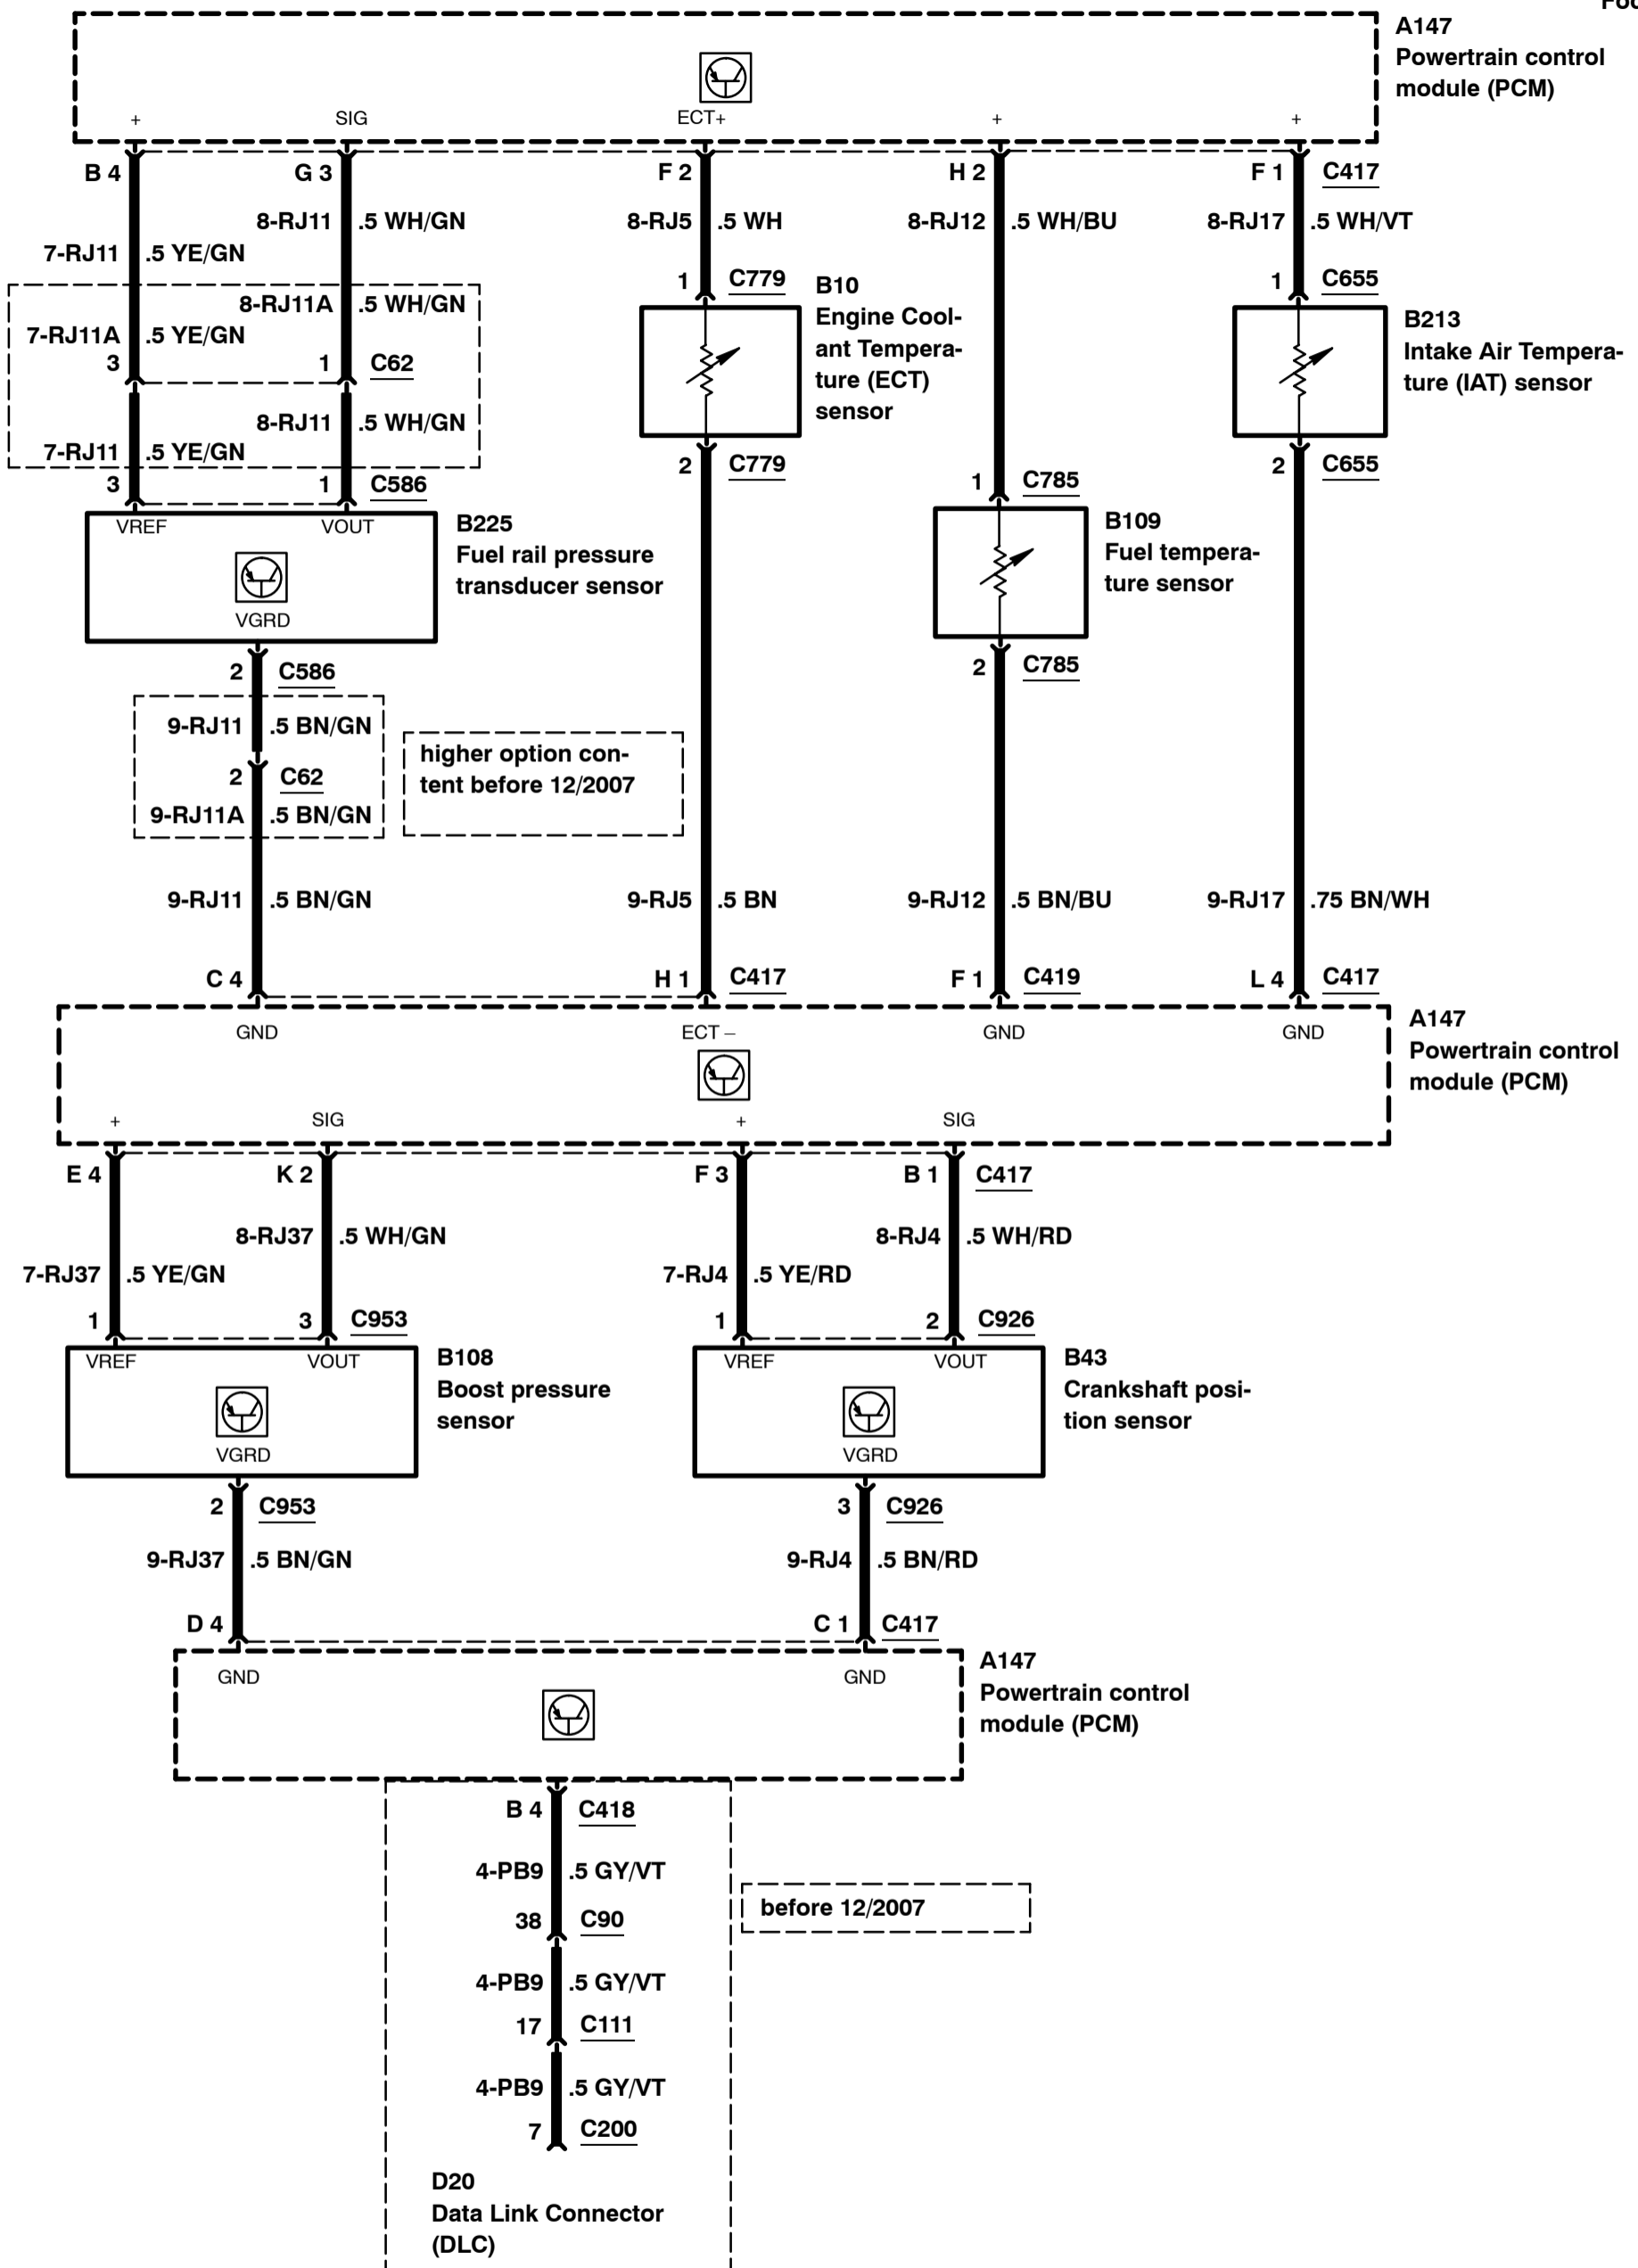 A147
Powertrain control
module (PCM)
+ SIG ECT+ + +
B 4 G 3 F 2 H 2 F 1 C417
8-RJ11 .5 WH/GN 8-RJ5 .5 WH 8-RJ12 .5 WH/BU 8-RJ17 .5 WH/VT
7-RJ11 .5 YE/GN
1 C779 1 C655
8-RJ11A .5 WH/GN
7-RJ11A .5 YE/GN
3 1 C62
B10
Engine Cool-
ant Tempera-
ture (ECT)
sensor
B213
Intake Air Tempera-
ture (IAT) sensor
8-RJ11 .5 WH/GN
7-RJ11 .5 YE/GN
2 C779 2 C655
3 1 C586 1 C785
VREF VOUT
VGRD
B225
Fuel rail pressure
transducer sensor
B109
Fuel tempera-
ture sensor
2 C586 2 C785
9-RJ11 .5 BN/GN
2 C62
9-RJ11A .5 BN/GN
higher option con-
tent before 12/2007
9-RJ11 .5 BN/GN 9-RJ5 .5 BN 9-RJ12 .5 BN/BU 9-RJ17 .75 BN/WH
C 4 H 1 C417 F 1 C419 L 4 C417
GND ECT – GND GND
A147
Powertrain control
module (PCM)
+ SIG + SIG
E 4 K 2 F 3 B 1 C417
8-RJ37 .5 WH/GN 8-RJ4 .5 WH/RD
7-RJ37 .5 YE/GN 7-RJ4 .5 YE/RD
1 3 C953 1 2 C926
VREF VOUT VREF VOUT
VGRD VGRD
B108
Boost pressure
sensor
B43
Crankshaft posi-
tion sensor
2 C953 3 C926
9-RJ37 .5 BN/GN 9-RJ4 .5 BN/RD
D 4 C 1 C417
GND GND
A147
Powertrain control
module (PCM)
B 4 C418
4-PB9 .5 GY/VT
before 12/2007
38 C90
4-PB9 .5 GY/VT
17 C111
4-PB9 .5 GY/VT
7 C200
D20
Data Link Connector
(DLC)